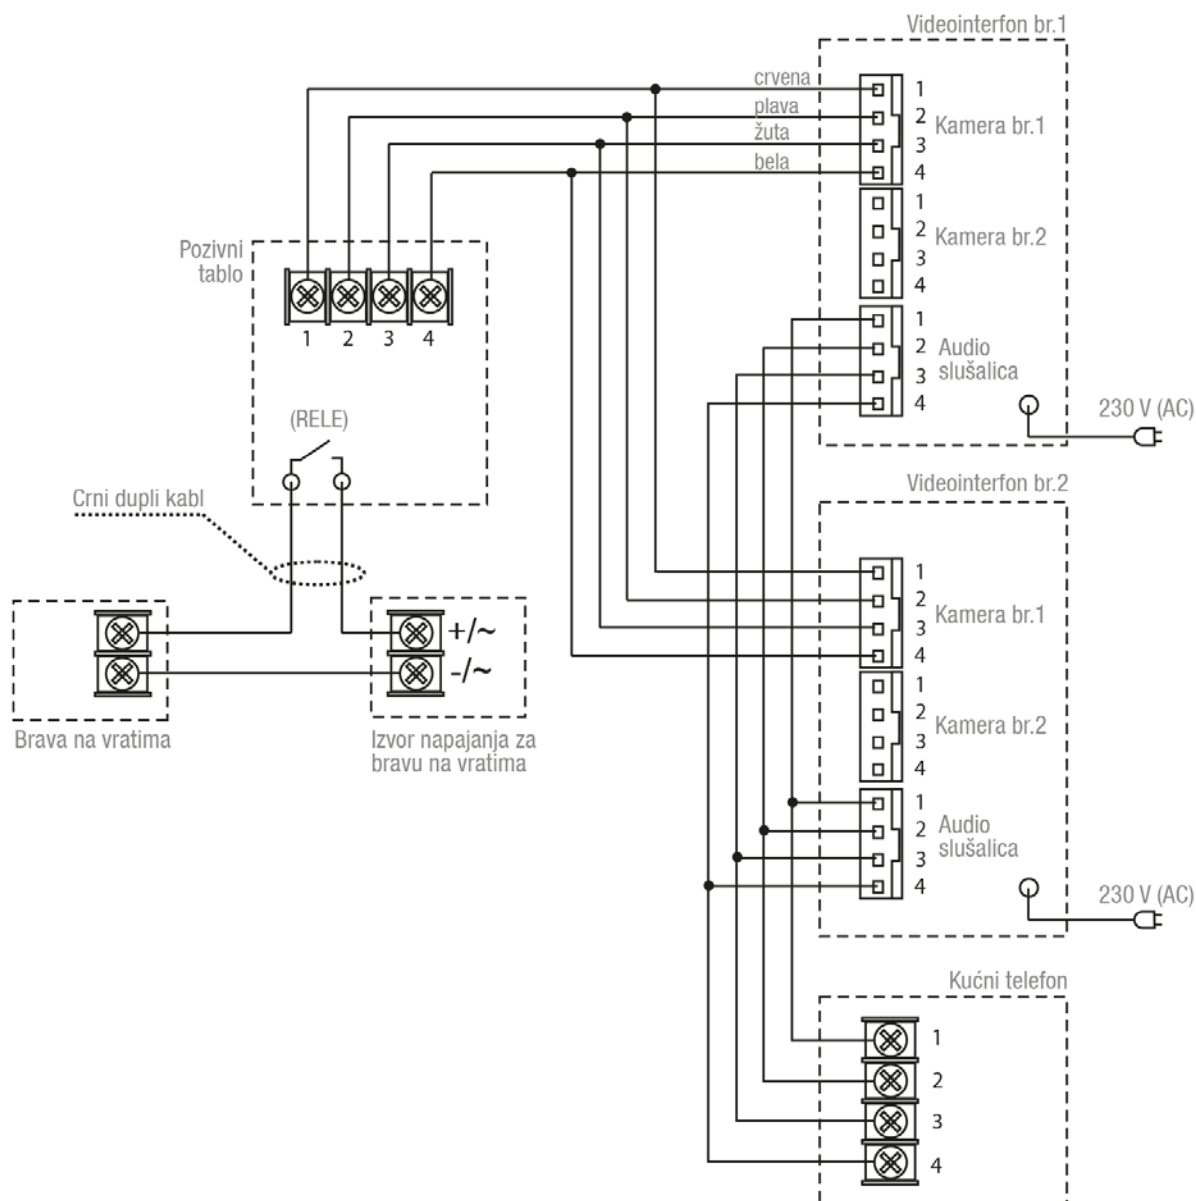 Videointerfon br.1
crvena
plava
žuta
bela
1
2
3
4
Kamera br.1
1
2
3
4
Kamera br.2
1
2
3
4
Audio
slušalica
230 V (AC)
Pozivni
tablo
1 2 3 4
(RELE)
Crni dupli kabl
+/~
-/~
Brava na vratima
Izvor napajanja za
bravu na vratima
Videointerfon br.2
1
2
3
4
Kamera br.1
1
2
3
4
Kamera br.2
1
2
3
4
Audio
slušalica
230 V (AC)
Kućni telefon
1
2
3
4